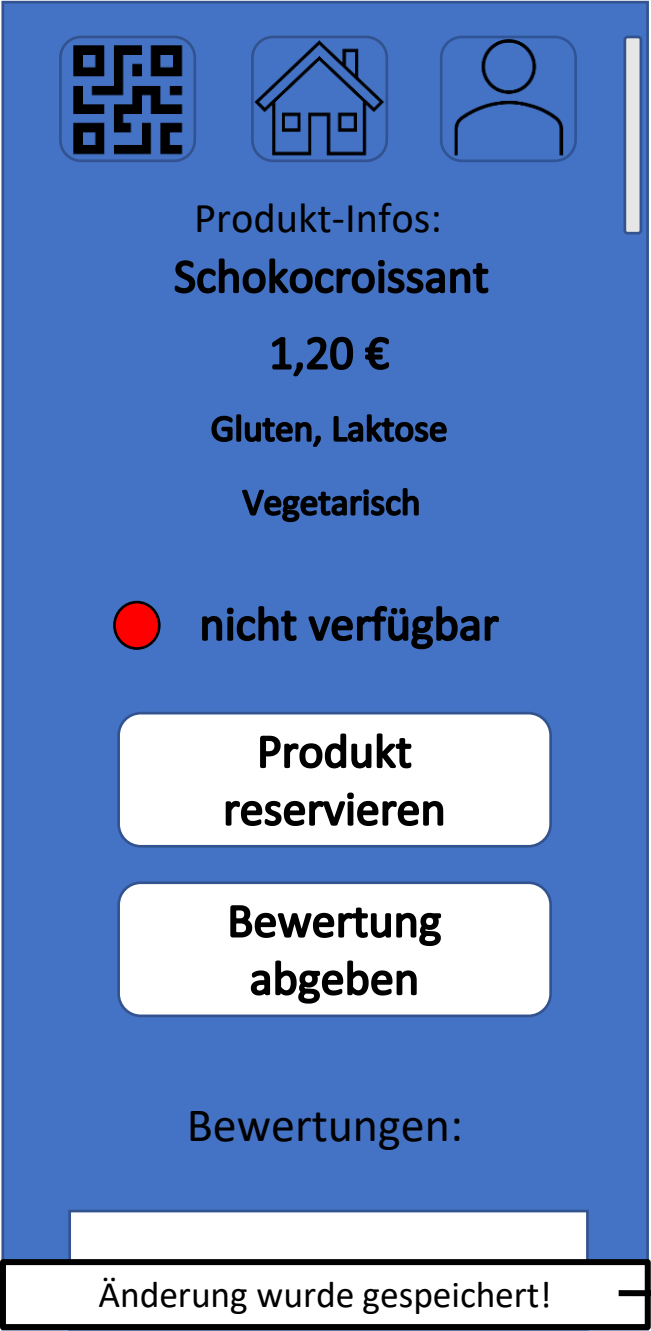 Produkt-Infos:
Schokocroissant
1,20 €
Gluten, Laktose
Vegetarisch
nicht verfügbar
Produkt
reservieren
Bewertung
abgeben
Bewertungen:
Änderung wurde gespeichert!